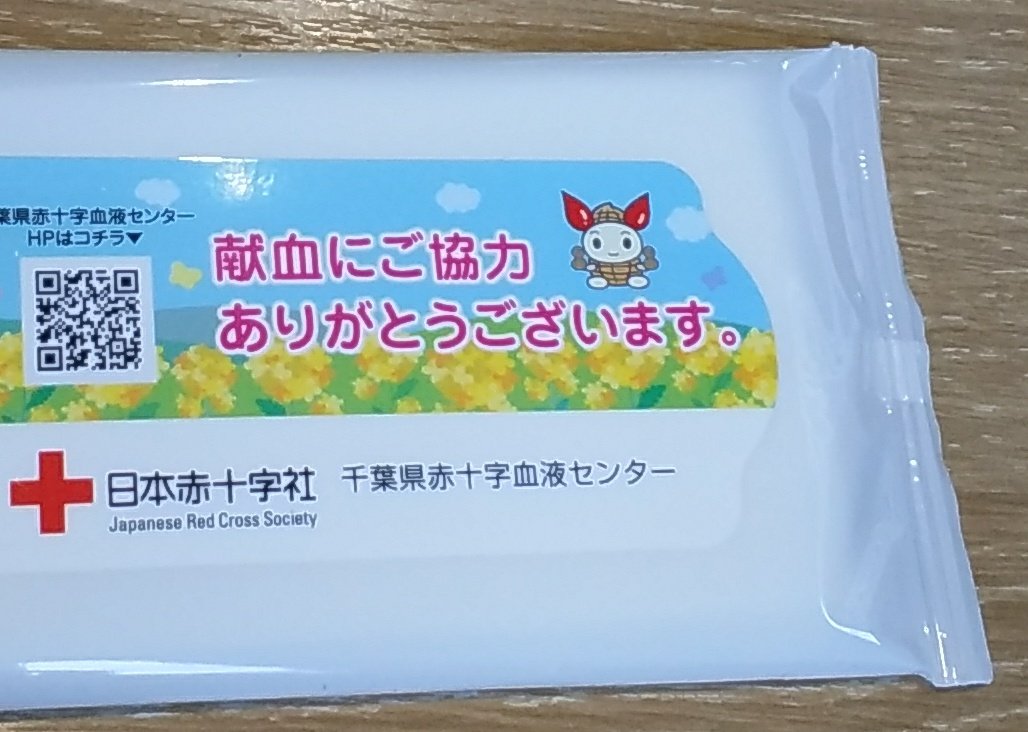 葉県赤十字血液センター
HPはコチラ▼
献血にご協力
ありがとうございます。
日本赤十字社 千葉県赤十字血液センター
Japanese Red Cross Society